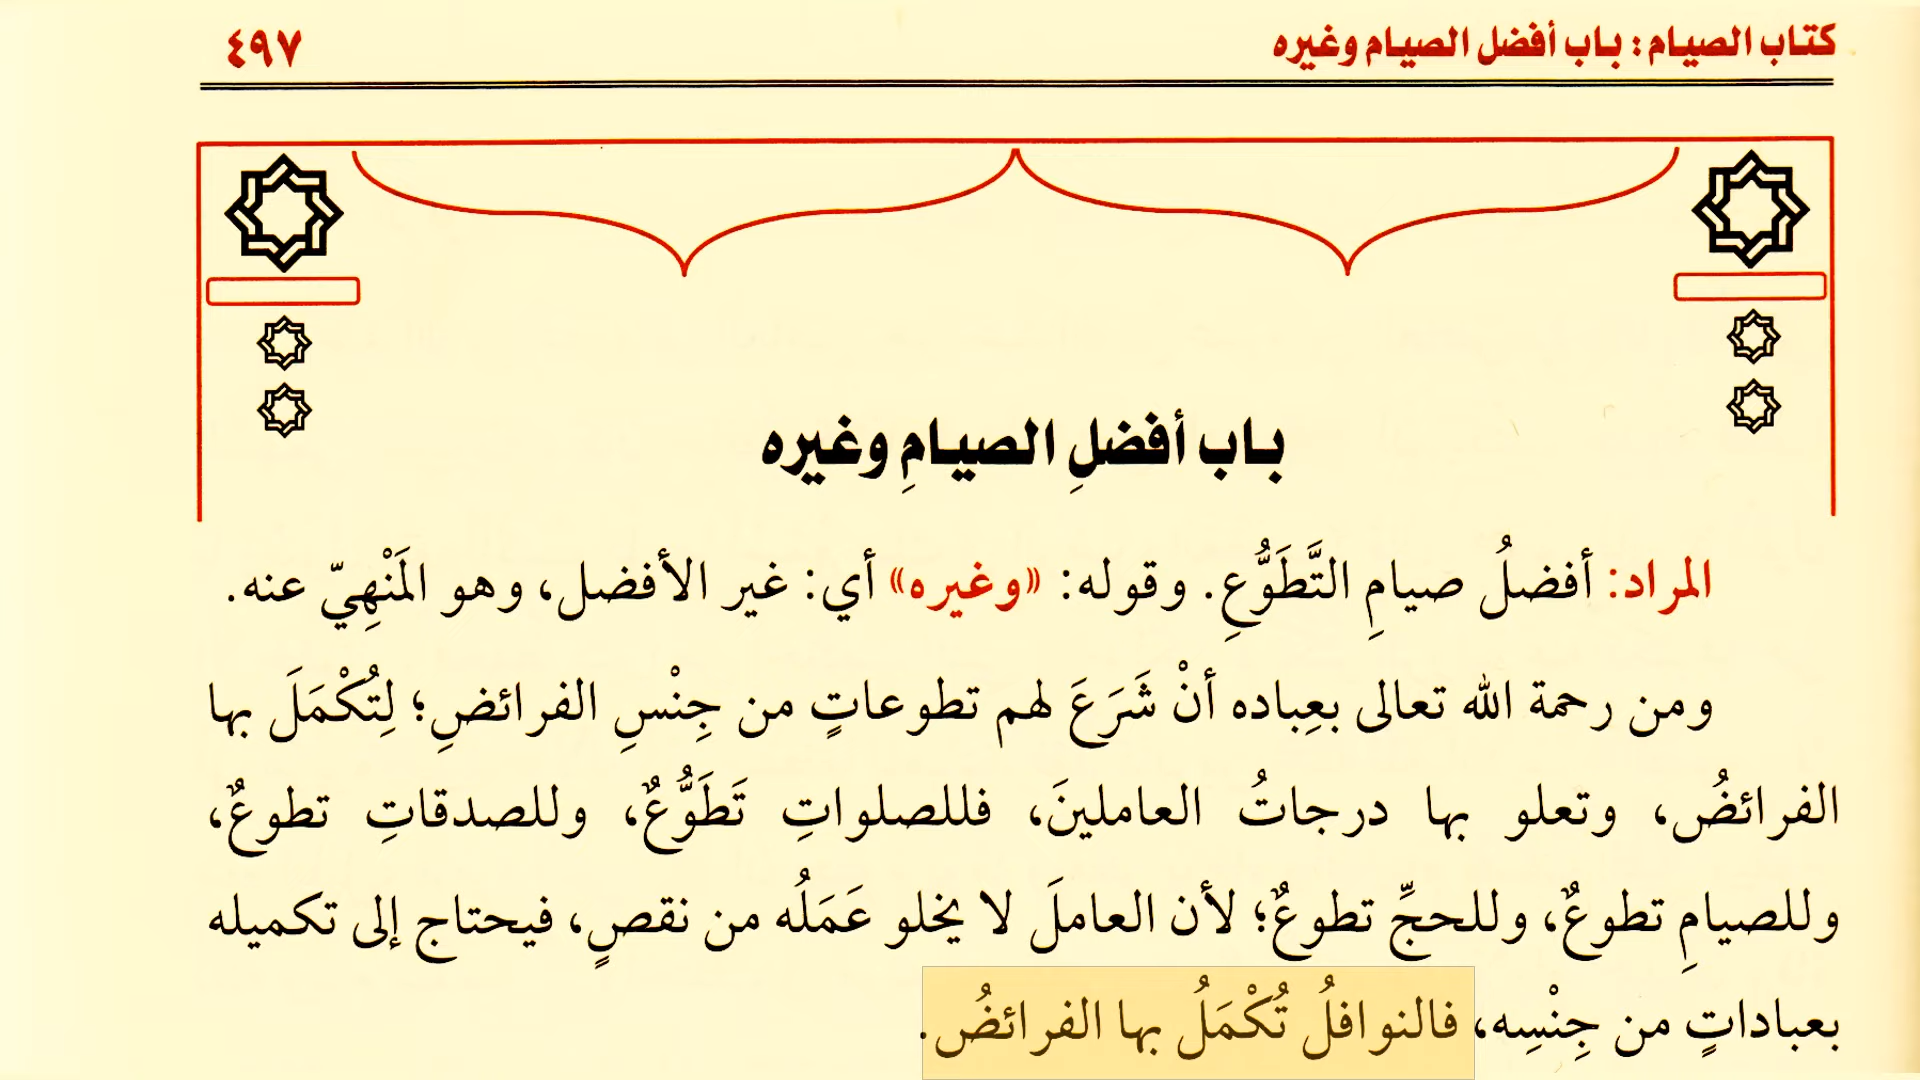 كتاب الصيام: باب أفضل الصيام وغيره ٤٩٧
باب أفضلِ الصيامِ وغيره
المراد: أفضلُ صيامِ التَّطَوُّعِ. وقوله: «وغيره» أي: غير الأفضل، وهو المَنْهِيّ عنه.
ومن رحمة الله تعالى بعِباده أنْ شَرَعَ لهم تطوعاتٍ من جِنْسِ الفرائضِ؛ لِتُكْمَلَ بها
الفرائضُ، وتعلو بها درجاتُ العاملينَ، فللصلواتِ تَطَوُّعٌ، وللصدقاتِ تطوعٌ،
وللصيامِ تطوعٌ، وللحجِّ تطوعٌ؛ لأن العاملَ لا يخلو عَمَلُه من نقصٍ، فيحتاج إلى تكميله
بعباداتٍ من جِنْسِه، فالنوافلُ تُكْمَلُ بها الفرائضُ.